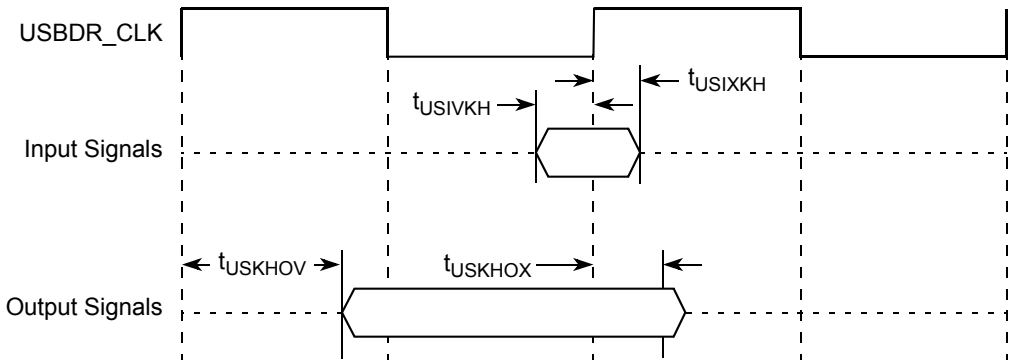 USBDR_CLK
tUSIXKH
tUSIVKH
Input Signals
tUSKHOV
tUSKHOX
Output Signals